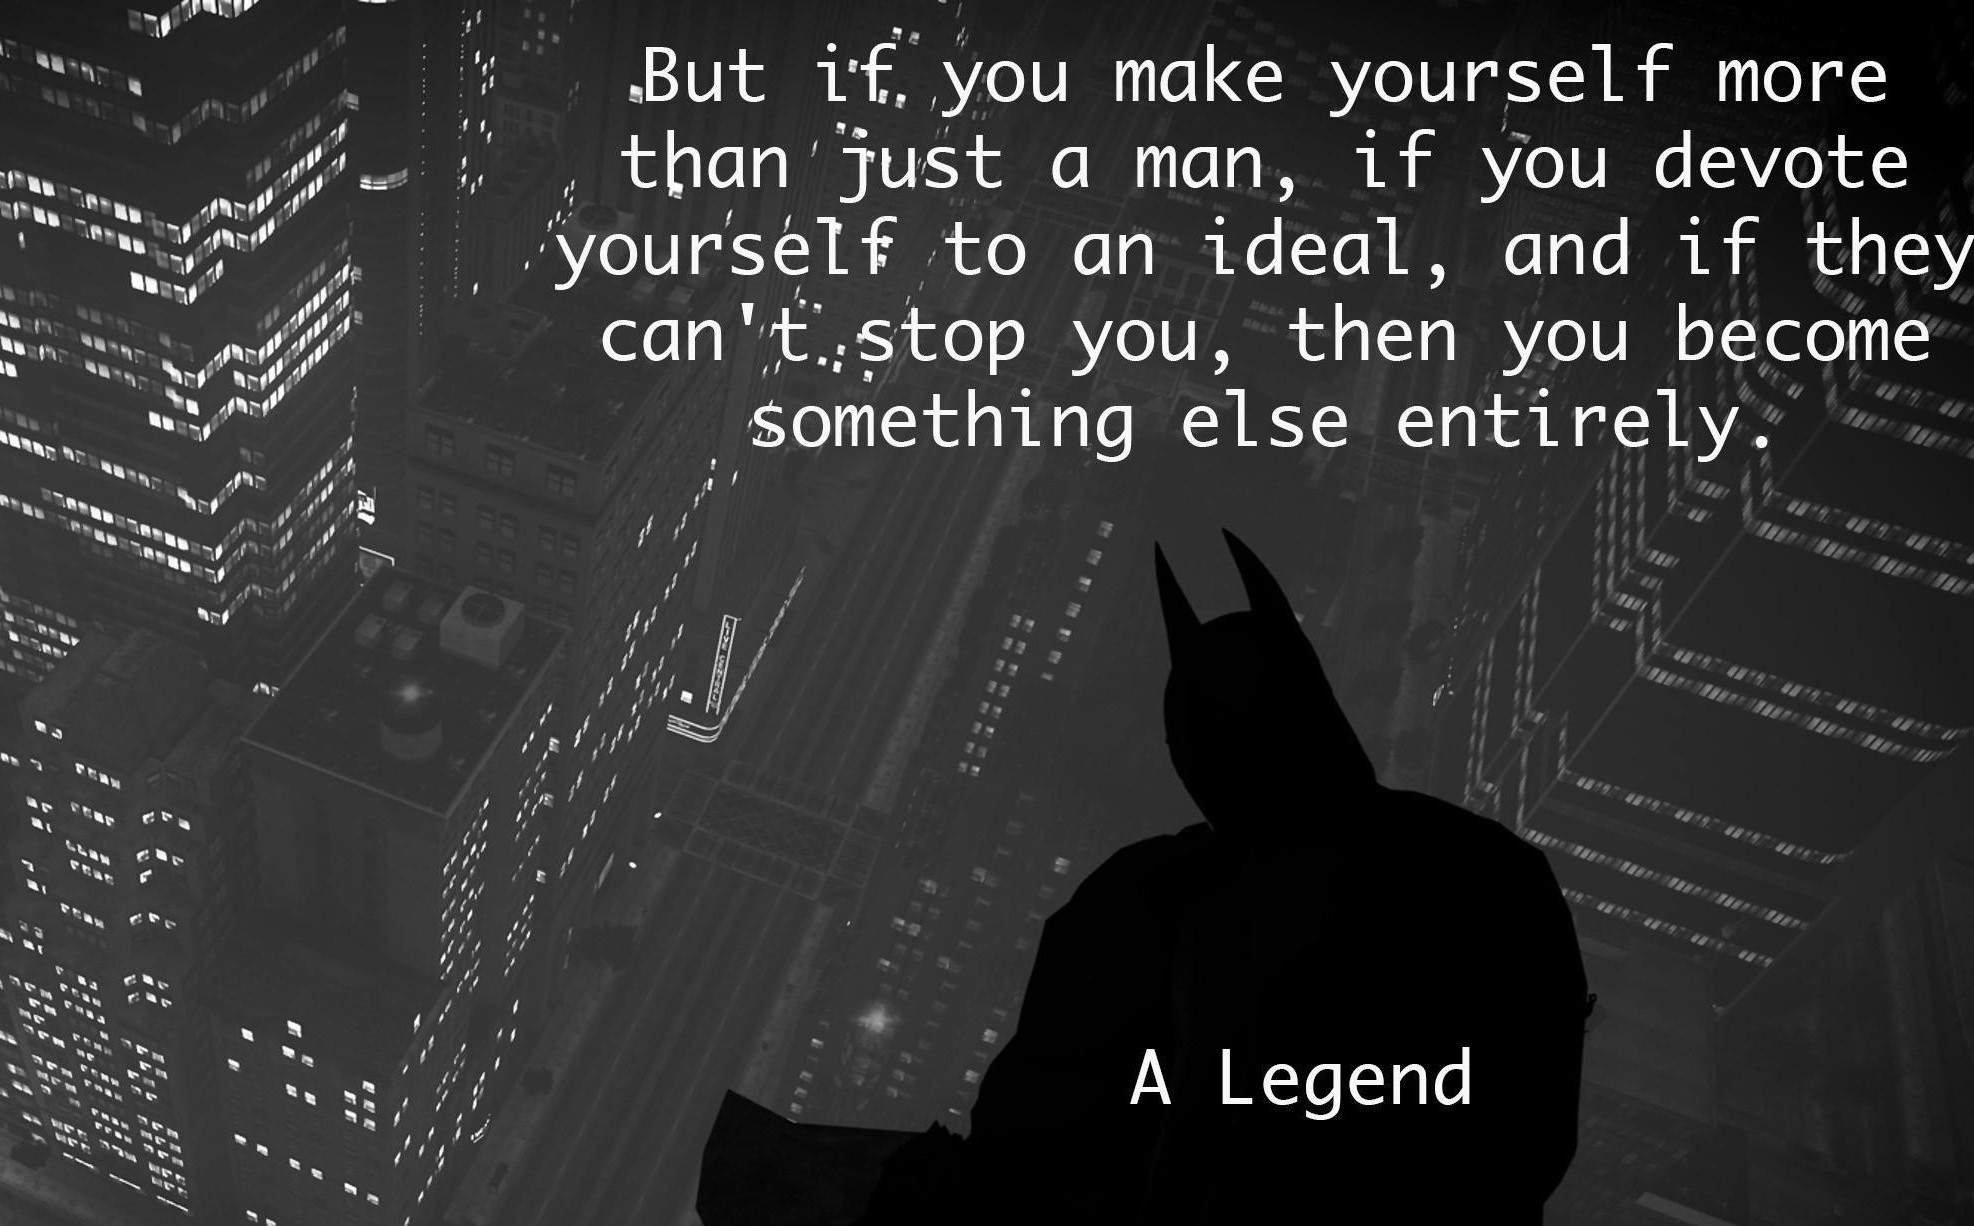 But if you make yourself more
than just a man, if you devote
yourself to an ideal, and if they
can't stop you, then you become
something else entirely.
A Legend